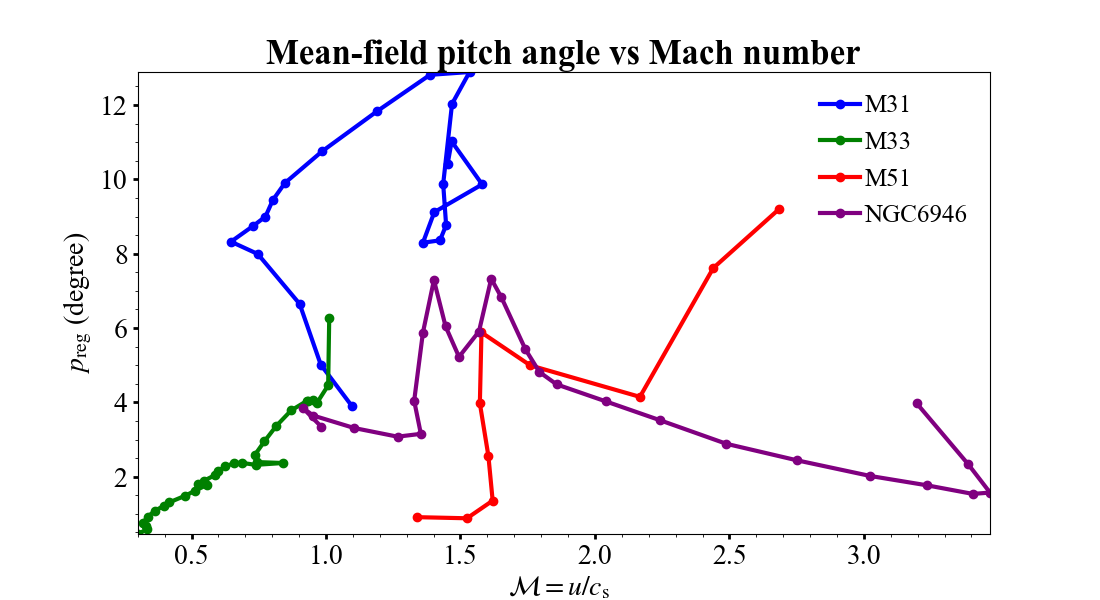 Mean-field pitch angle vs Mach number
12
10
8
6
4
2
p_reg (degree)
M31
M33
M51
NGC6946
0.5 1.0 1.5 2.0 2.5 3.0
ℳ = u/c_s